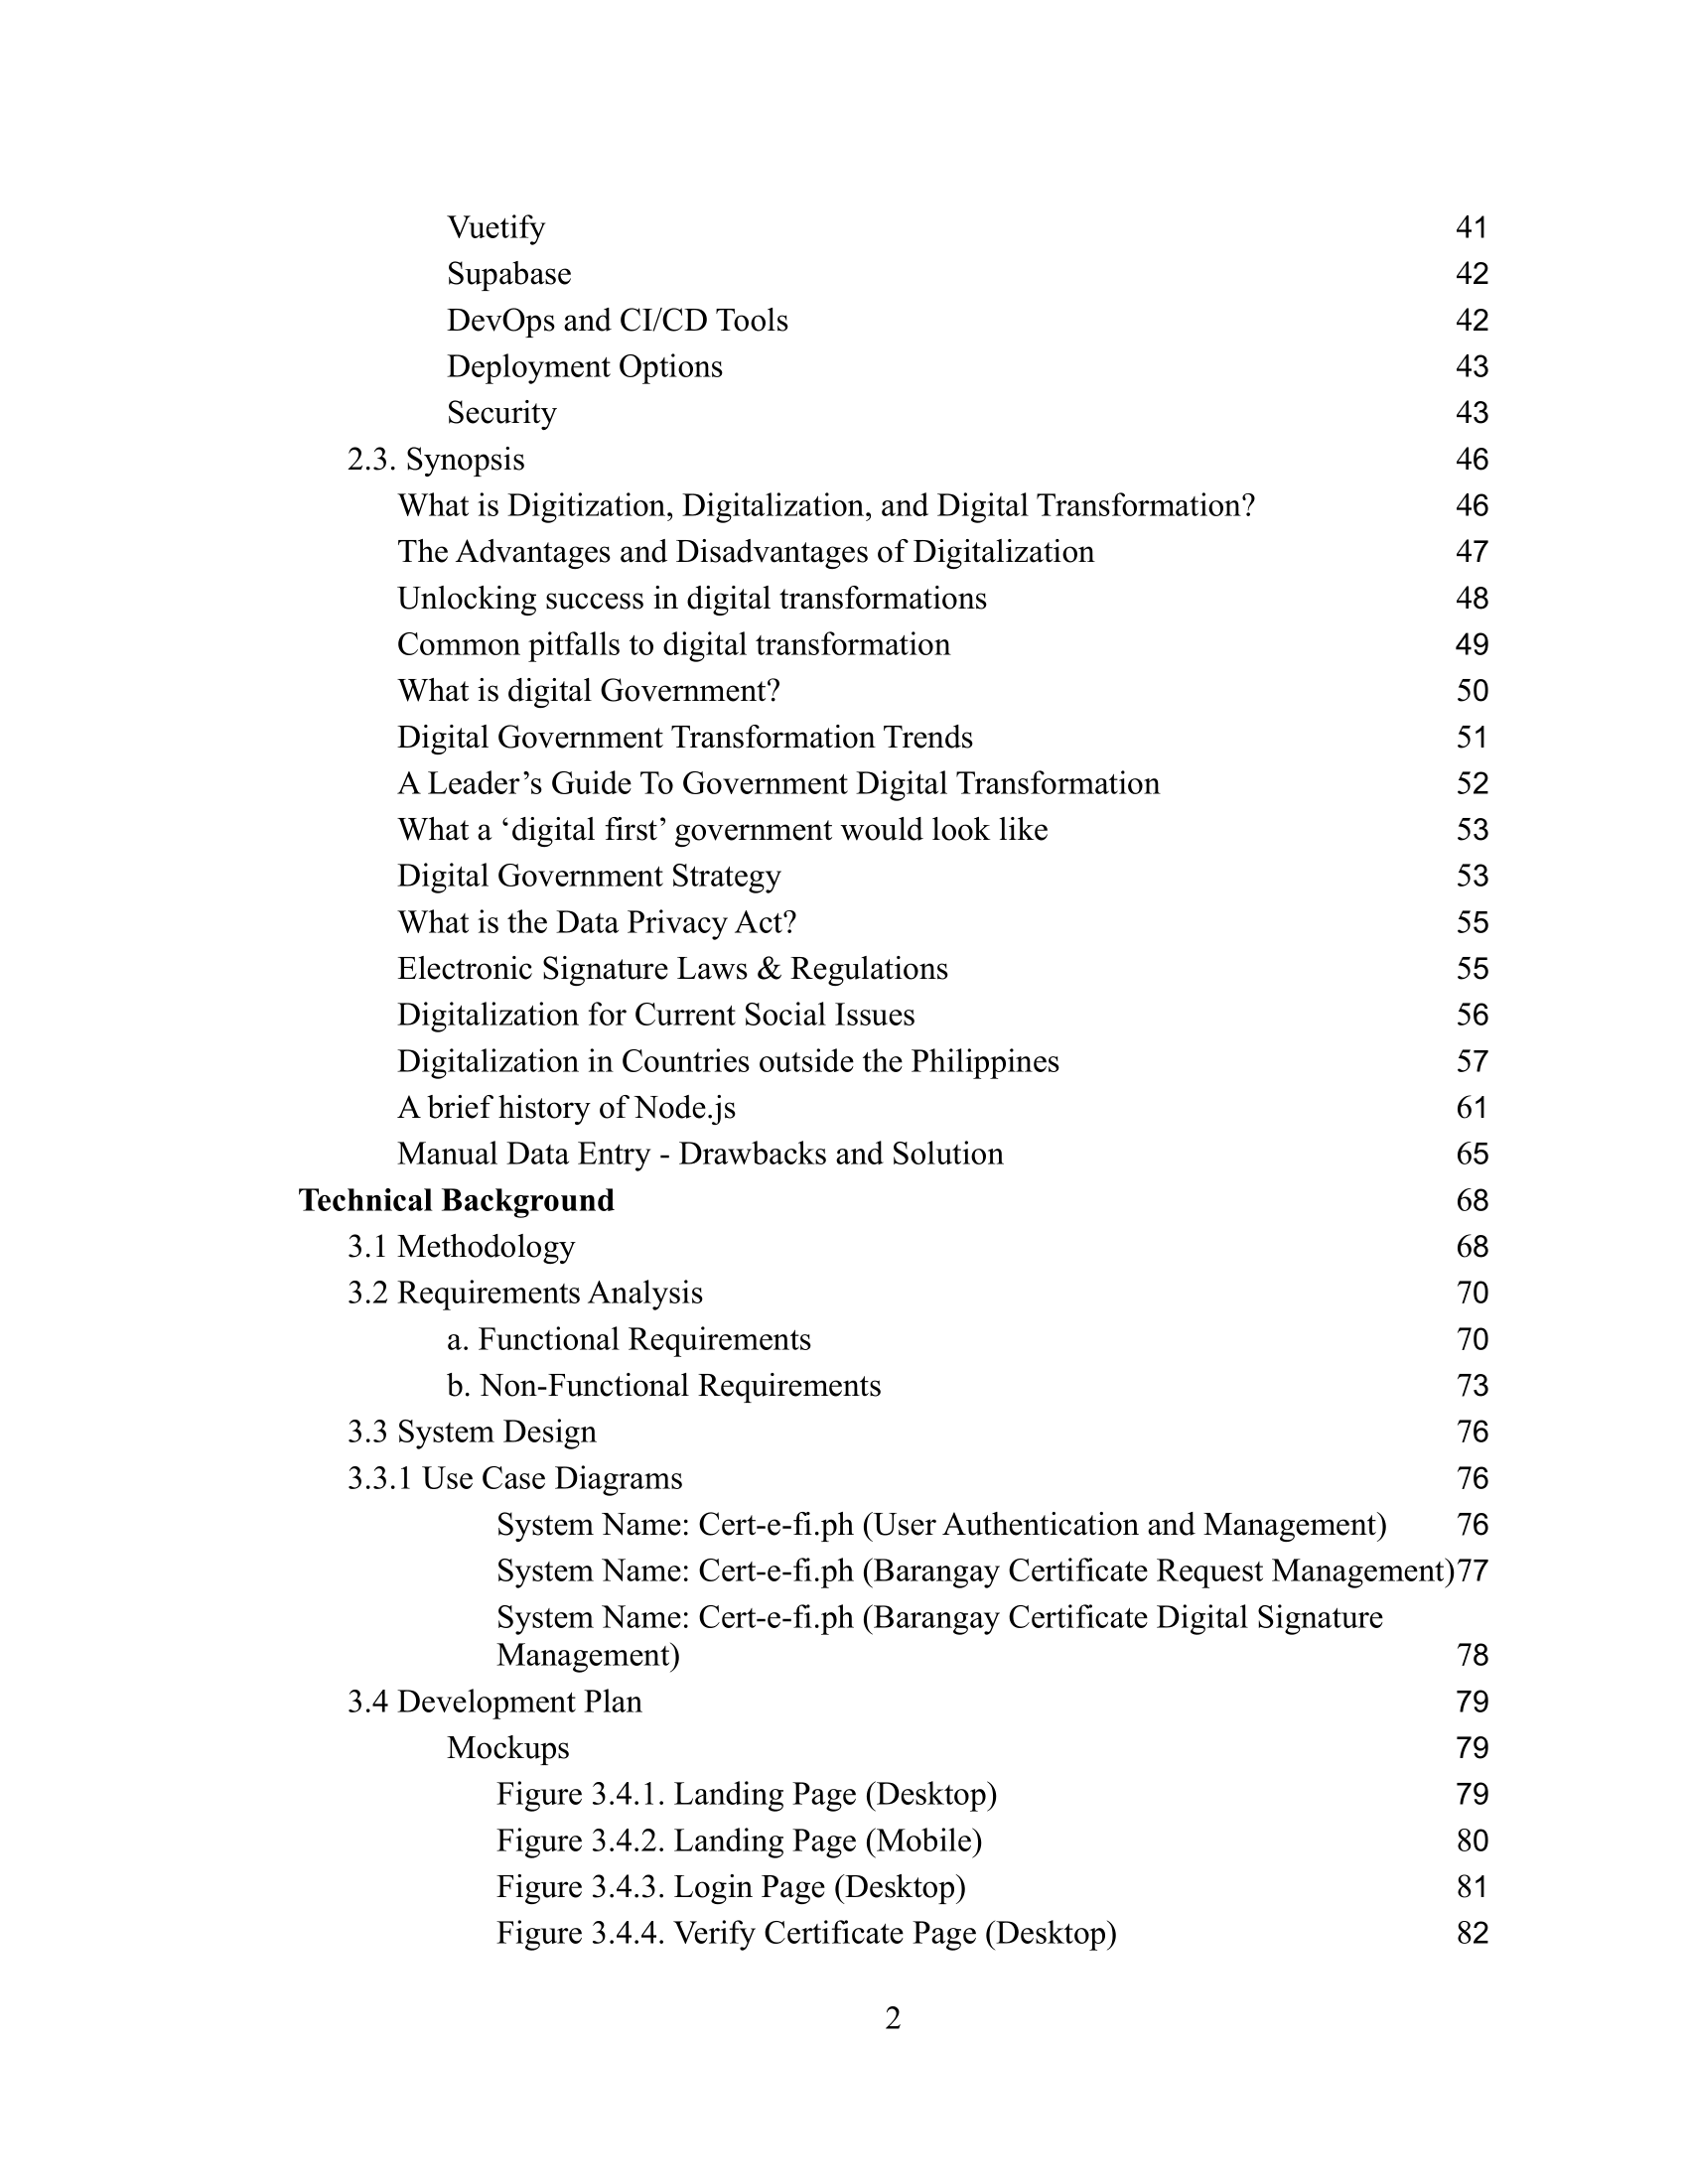 Vuetify 41
Supabase 42
DevOps and CI/CD Tools 42
Deployment Options 43
Security 43
2.3. Synopsis 46
What is Digitization, Digitalization, and Digital Transformation? 46
The Advantages and Disadvantages of Digitalization 47
Unlocking success in digital transformations 48
Common pitfalls to digital transformation 49
What is digital Government? 50
Digital Government Transformation Trends 51
A Leader’s Guide To Government Digital Transformation 52
What a ‘digital first’ government would look like 53
Digital Government Strategy 53
What is the Data Privacy Act? 55
Electronic Signature Laws & Regulations 55
Digitalization for Current Social Issues 56
Digitalization in Countries outside the Philippines 57
A brief history of Node.js 61
Manual Data Entry - Drawbacks and Solution 65
Technical Background 68
3.1 Methodology 68
3.2 Requirements Analysis 70
a. Functional Requirements 70
b. Non-Functional Requirements 73
3.3 System Design 76
3.3.1 Use Case Diagrams 76
System Name: Cert-e-fi.ph (User Authentication and Management) 76
System Name: Cert-e-fi.ph (Barangay Certificate Request Management)77
System Name: Cert-e-fi.ph (Barangay Certificate Digital Signature
Management) 78
3.4 Development Plan 79
Mockups 79
Figure 3.4.1. Landing Page (Desktop) 79
Figure 3.4.2. Landing Page (Mobile) 80
Figure 3.4.3. Login Page (Desktop) 81
Figure 3.4.4. Verify Certificate Page (Desktop) 82
2